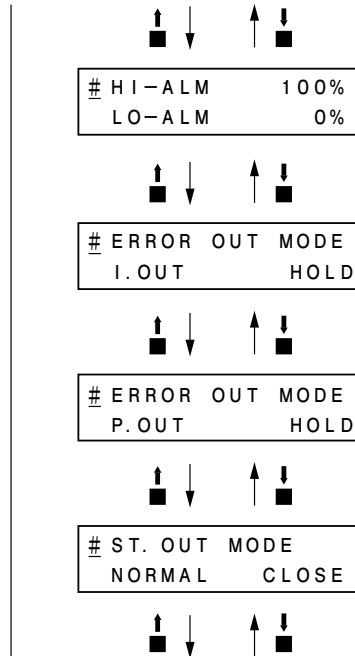 # HI-ALM 100%
LO-ALM 0%
# ERROR OUT MODE
I.OUT HOLD
# ERROR OUT MODE
P.OUT HOLD
# ST. OUT MODE
NORMAL CLOSE